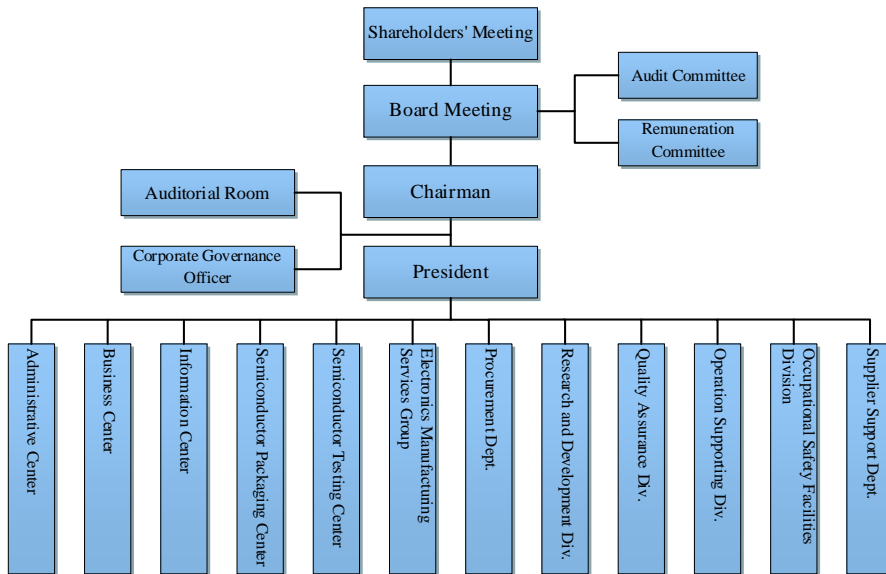 Shareholders' Meeting
Audit Committee
Board Meeting
Remuneration
Committee
Auditorial Room
Chairman
Corporate Governance
Officer
President
Administrative Center
Business Center
Information Center
Semiconductor Packaging Center
Semiconductor Testing Center
Electronics Manufacturing
Services Group
Procurement Dept.
Research and Development Div.
Quality Assurance Div.
Operation Supporting Div.
Occupational Safety Facilities
Division
Supplier Support Dept.